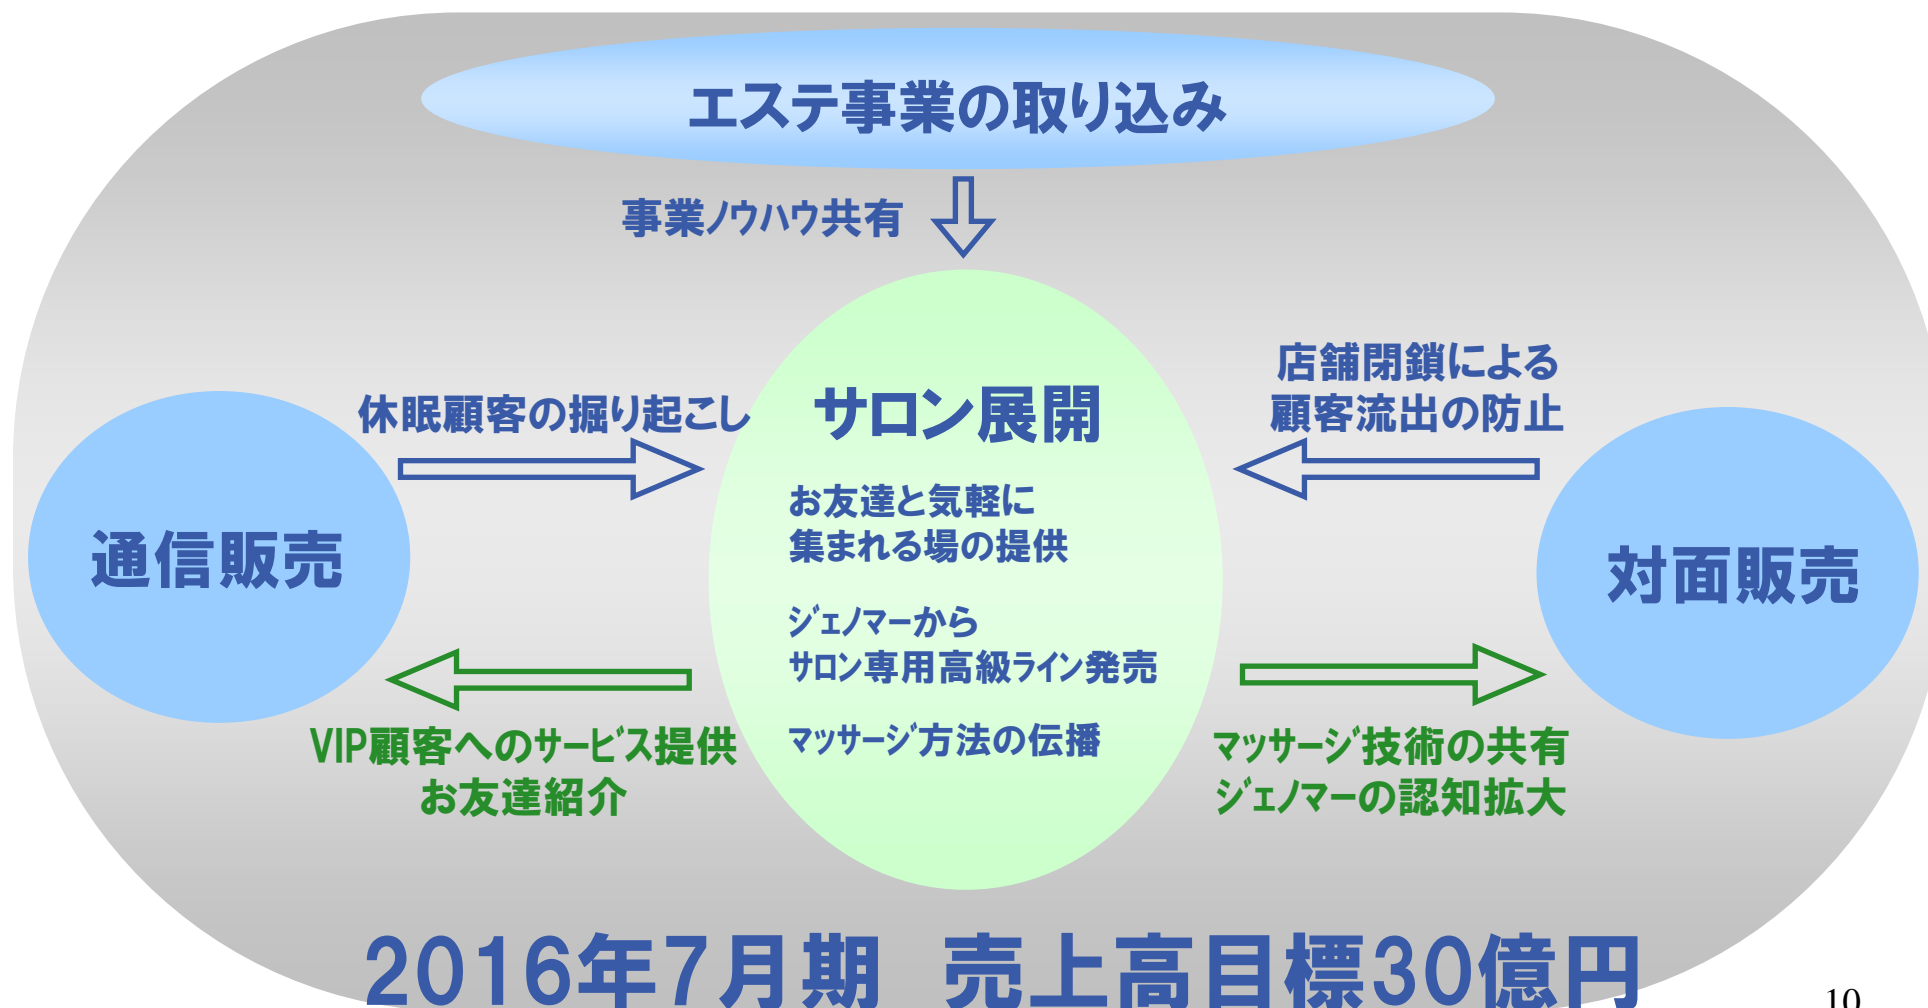 エステ事業の取り込み
事業ノウハウ共有
店舗閉鎖による
顧客流出の防止
休眠顧客の掘り起こし
サロン展開
お友達と気軽に
集まれる場の提供
通信販売
対面販売
ジェノマーから
サロン専用高級ライン発売
マッサージ方法の伝播
VIP顧客へのサービス提供
お友達紹介
マッサージ技術の共有
ジェノマーの認知拡大
2016年7月期 売上高目標30億円
10